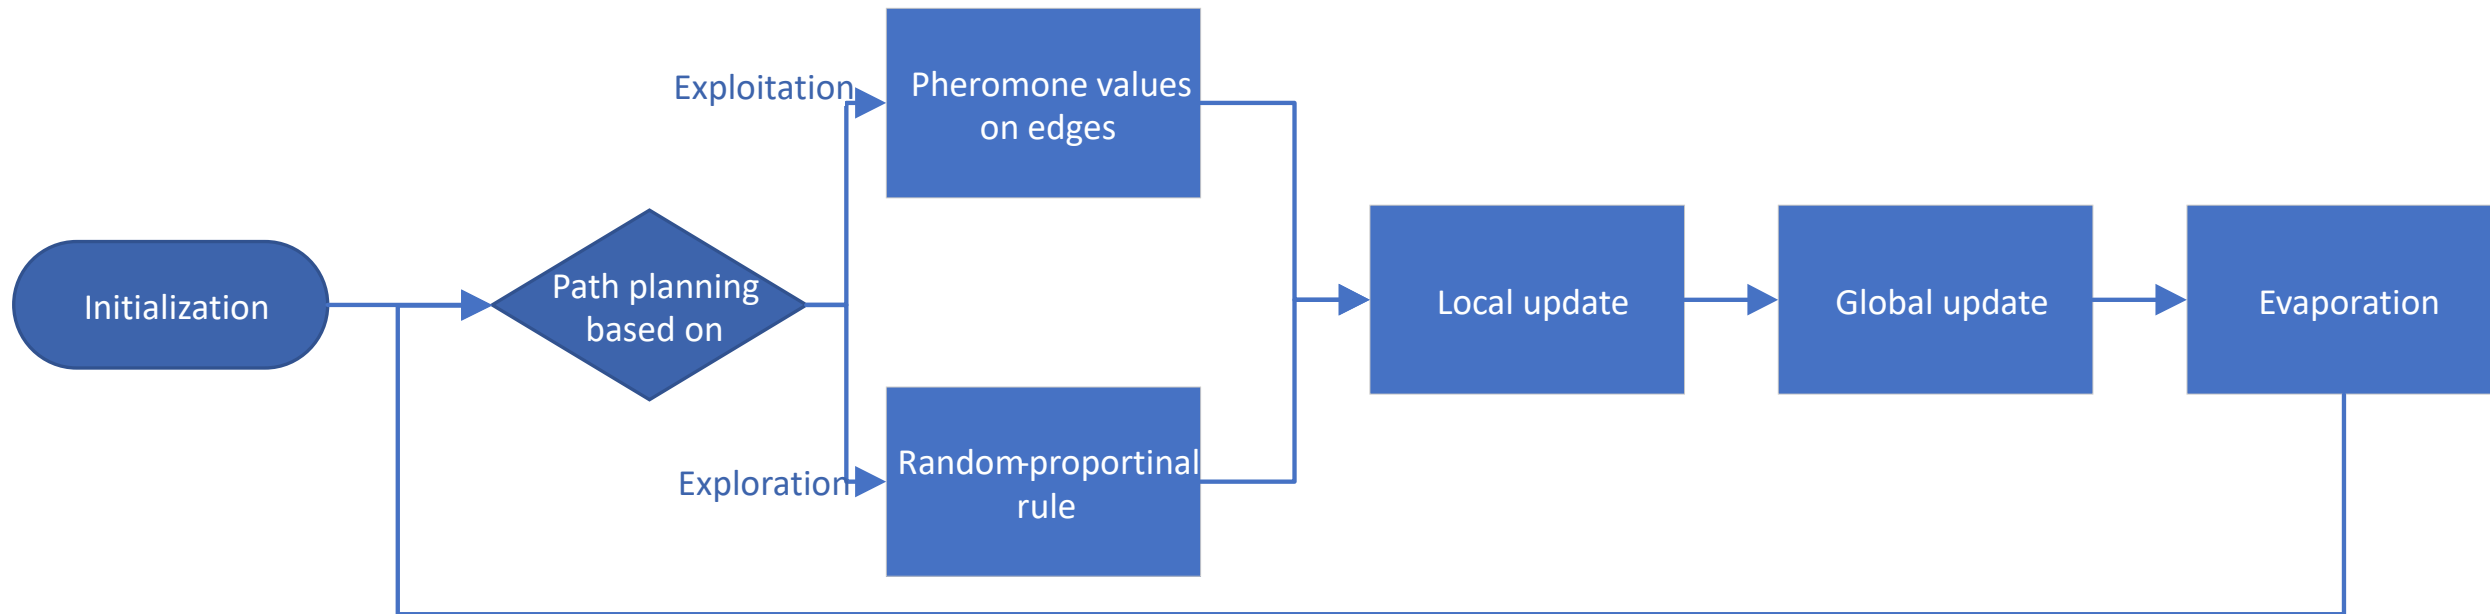 Initialization
Path planning
based on
Exploitation
Pheromone values
on edges
Exploration
Random-proportinal
rule
Local update
Global update
Evaporation